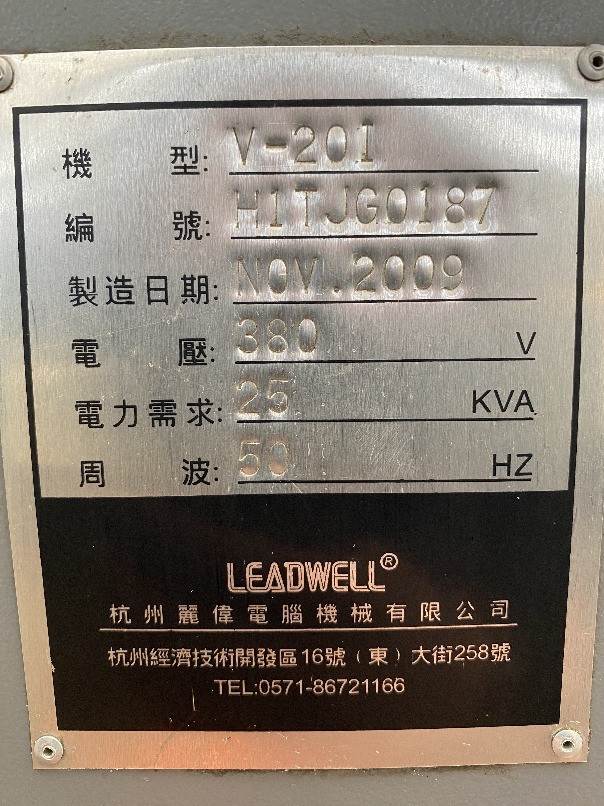 機 型: V-20I
編 號: H1TJG0187
製造日期: NOV.2009
電 壓: 380 V
電力需求: 25 KVA
周 波: 50 HZ
LEADWELL®
杭州麗偉電腦機械有限公司
杭州經濟技術開發區16號（東）大街258號
TEL:0571-86721166